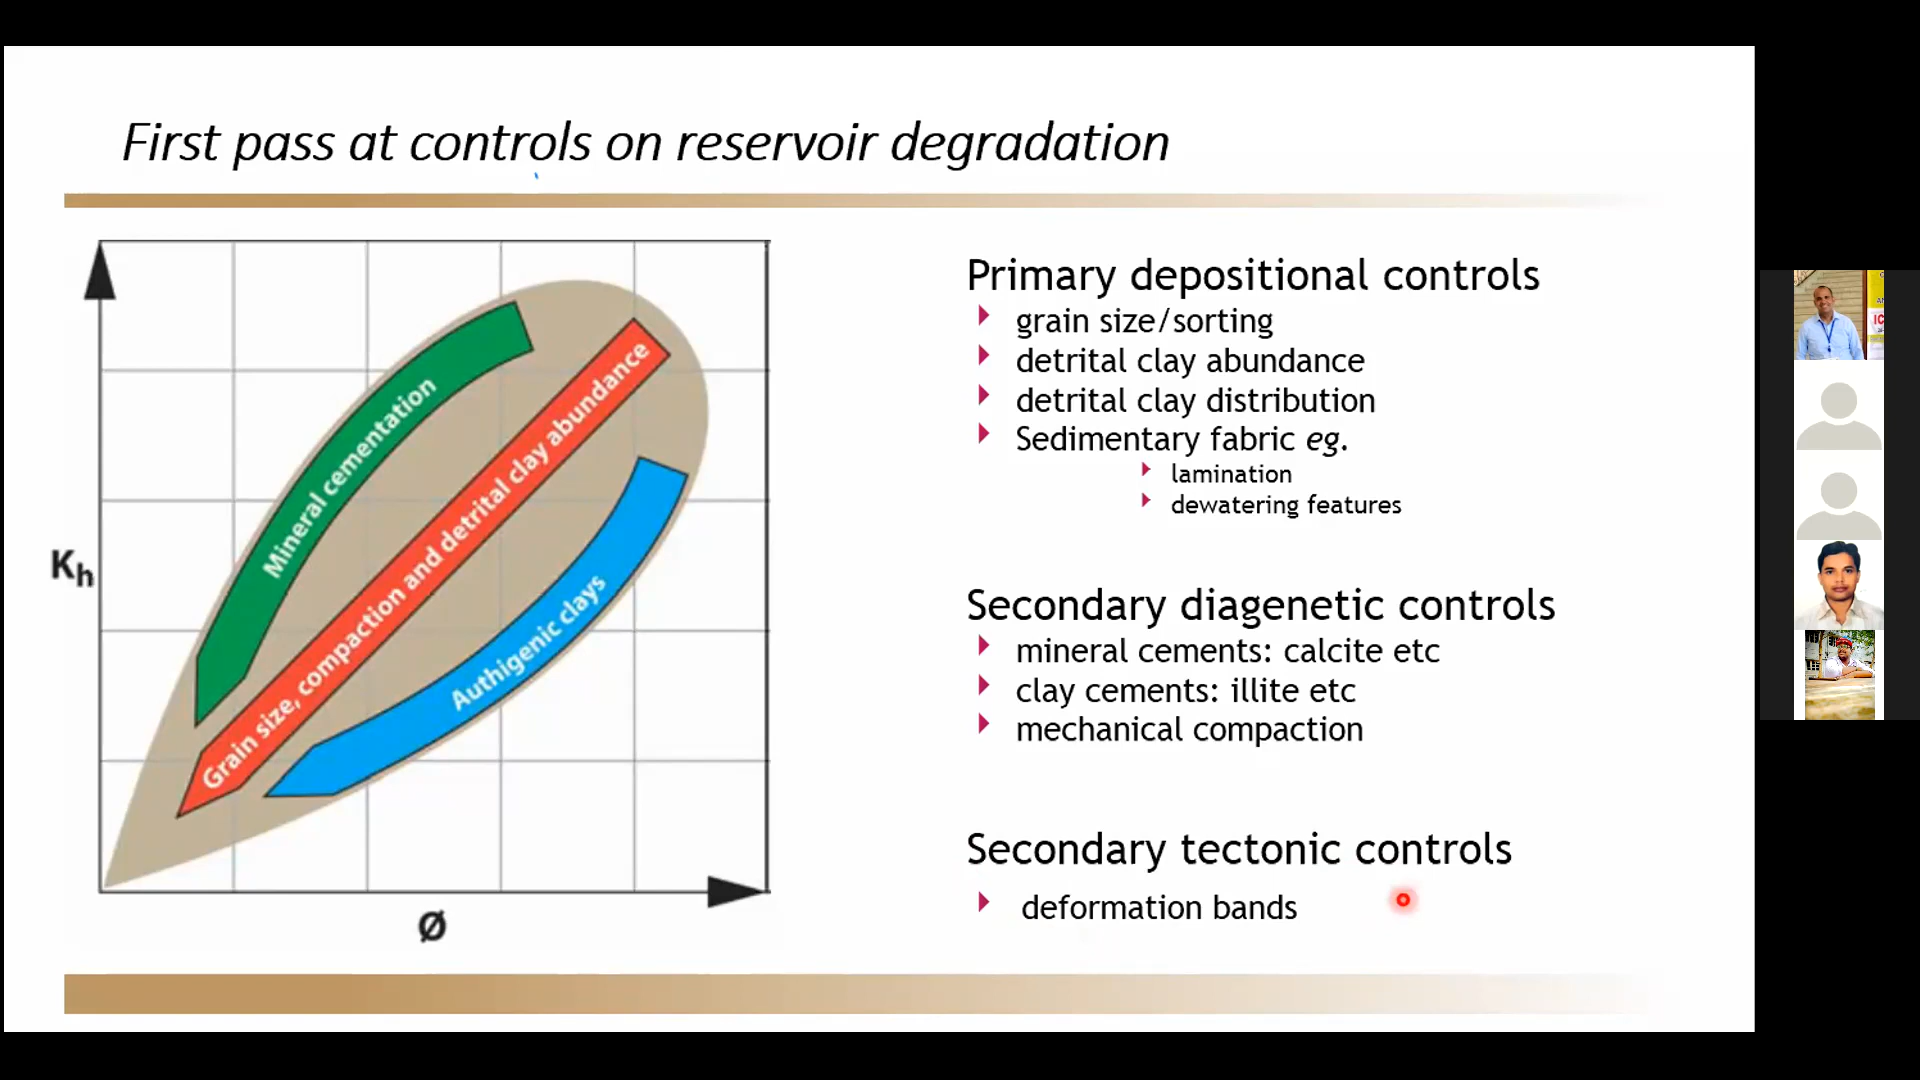 First pass at controls on reservoir degradation
Kh
Mineral cementation
Grain size, compaction and detrital clay abundance
Authigenic clays
Ø
Primary depositional controls
grain size/sorting
detrital clay abundance
detrital clay distribution
Sedimentary fabric eg.
lamination
dewatering features
Secondary diagenetic controls
mineral cements: calcite etc
clay cements: illite etc
mechanical compaction
Secondary tectonic controls
deformation bands